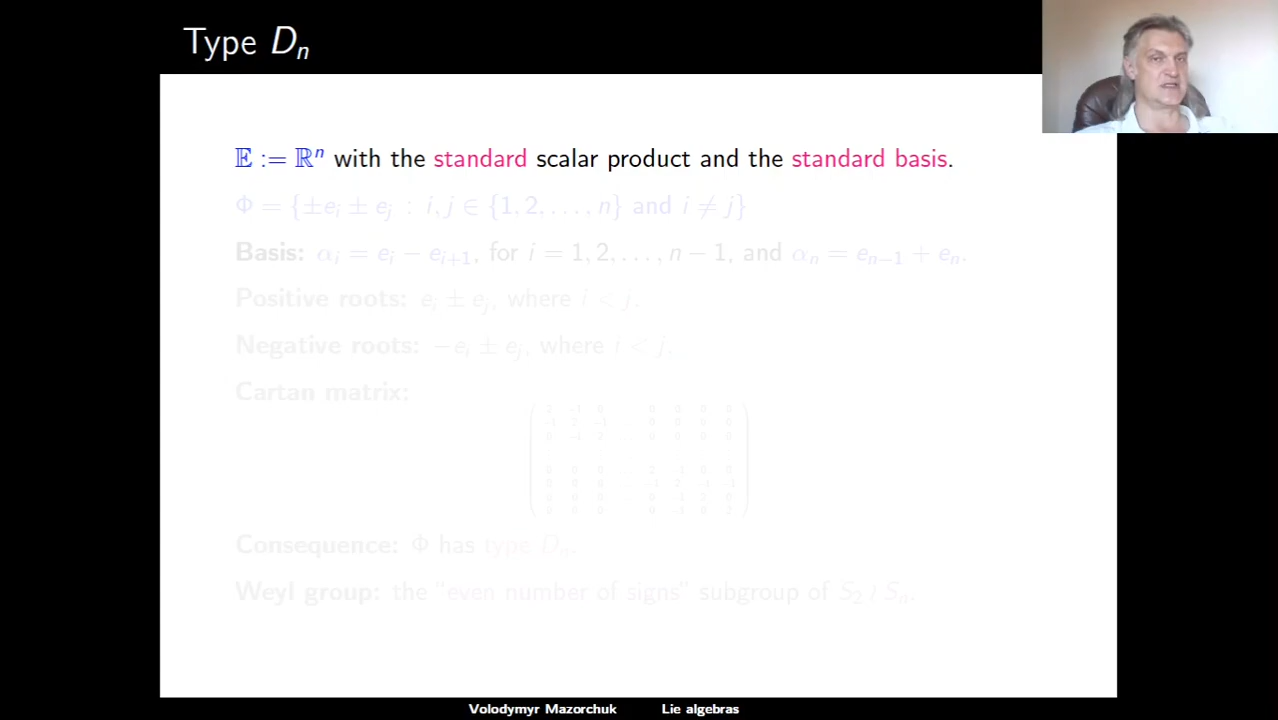 Type Dₙ
𝔼 := ℝⁿ with the standard scalar product and the standard basis.
Φ = {±eᵢ ± eⱼ : i, j ∈ {1, 2, . . . , n} and i ≠ j}
Basis: αᵢ = eᵢ − eᵢ₊₁, for i = 1, 2, . . . , n − 1, and αₙ = eₙ₋₁ + eₙ.
Positive roots: eᵢ ± eⱼ, where i < j.
Negative roots: −eᵢ ± eⱼ, where i < j.
Cartan matrix:
Consequence: Φ has type Dₙ.
Weyl group: the "even number of signs" subgroup of S₂ ≀ Sₙ.
Volodymyr Mazorchuk Lie algebras